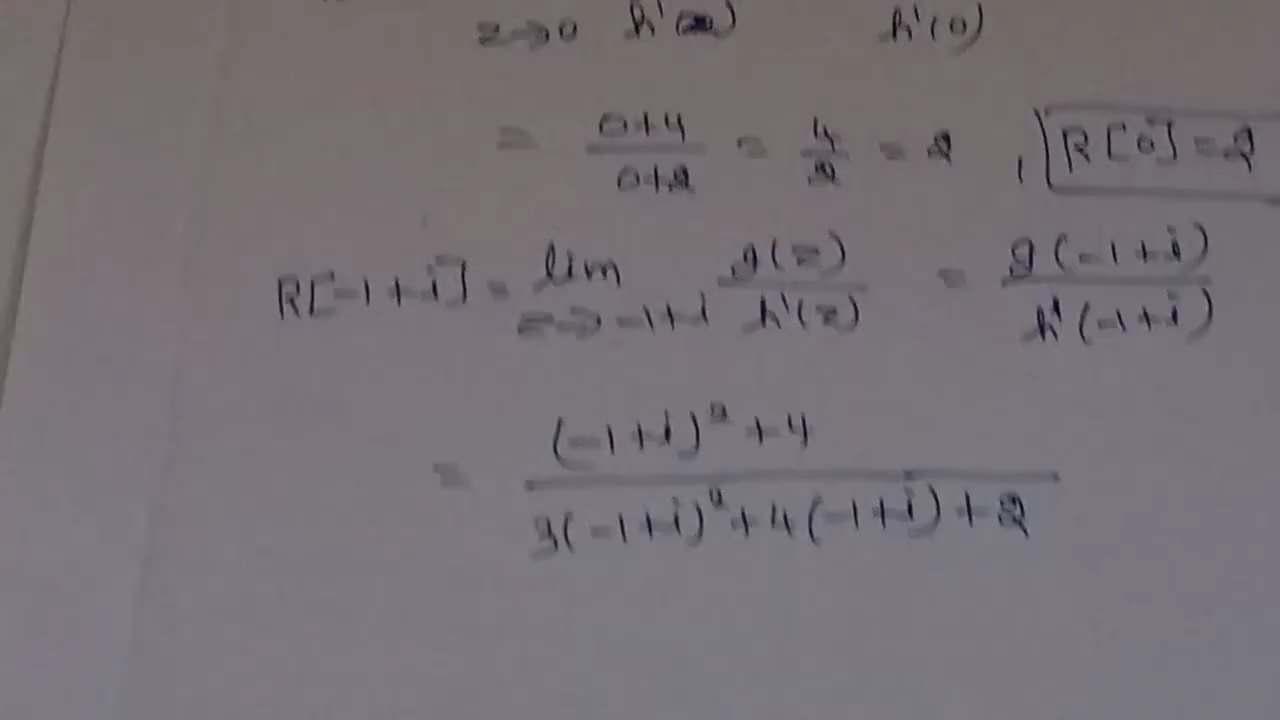 z→0 h'(z) h'(0)
= 0+4/0+2 = 4/2 = 2 , R[0] = 2
R[-1+i] = lim z→-1+i g(z)/h'(z) = g(-1+i)/h'(-1+i)
= (-1+i)² + 4 / 3(-1+i)² + 4(-1+i) + 2